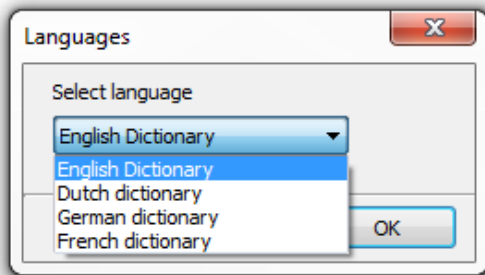 Languages
Select language
English Dictionary
English Dictionary
Dutch dictionary
German dictionary
French dictionary
OK